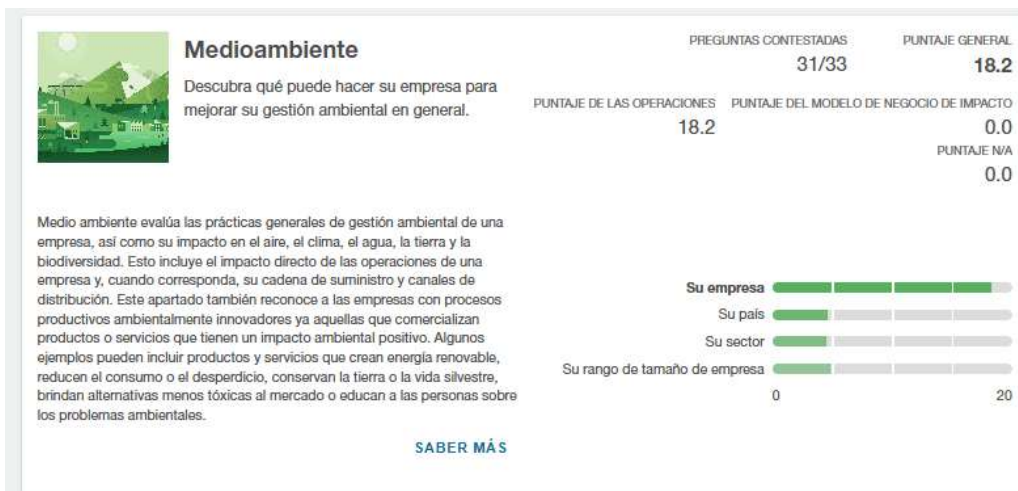 Medioambiente
Descubra qué puede hacer su empresa para
mejorar su gestión ambiental en general.
PREGUNTAS CONTESTADAS
31/33
PUNTAJE GENERAL
18.2
PUNTAJE DE LAS OPERACIONES
18.2
PUNTAJE DEL MODELO DE NEGOCIO DE IMPACTO
0.0
PUNTAJE N/A
0.0
Medio ambiente evalúa las prácticas generales de gestión ambiental de una
empresa, así como su impacto en el aire, el clima, el agua, la tierra y la
biodiversidad. Esto incluye el impacto directo de las operaciones de una
empresa y, cuando corresponda, su cadena de suministro y canales de
distribución. Este apartado también reconoce a las empresas con procesos
productivos ambientalmente innovadores ya aquellas que comercializan
productos o servicios que tienen un impacto ambiental positivo. Algunos
ejemplos pueden incluir productos y servicios que crean energía renovable,
reducen el consumo o el desperdicio, conservan la tierra o la vida silvestre,
brindan alternativas menos tóxicas al mercado o educan a las personas sobre
los problemas ambientales.
SABER MÁS
Su empresa
Su país
Su sector
Su rango de tamaño de empresa
0 20